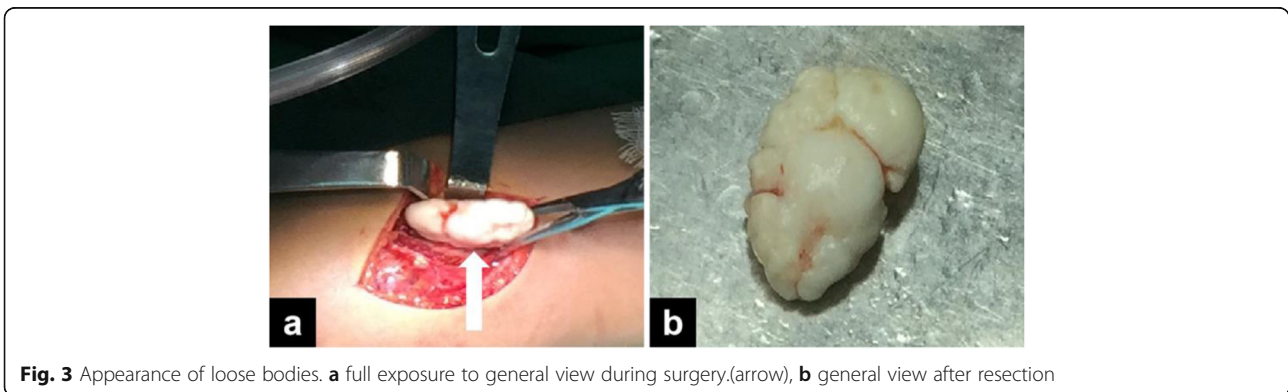 a
b
Fig. 3 Appearance of loose bodies. a full exposure to general view during surgery.(arrow), b general view after resection